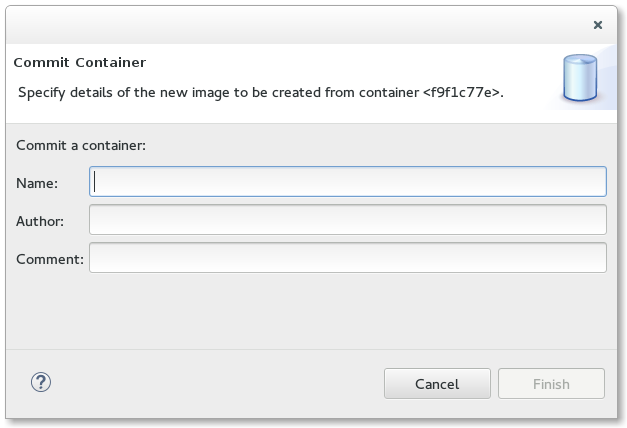 Commit Container
Specify details of the new image to be created from container <f9f1c77e>.
Commit a container:
Name:
Author:
Comment:
Cancel
Finish